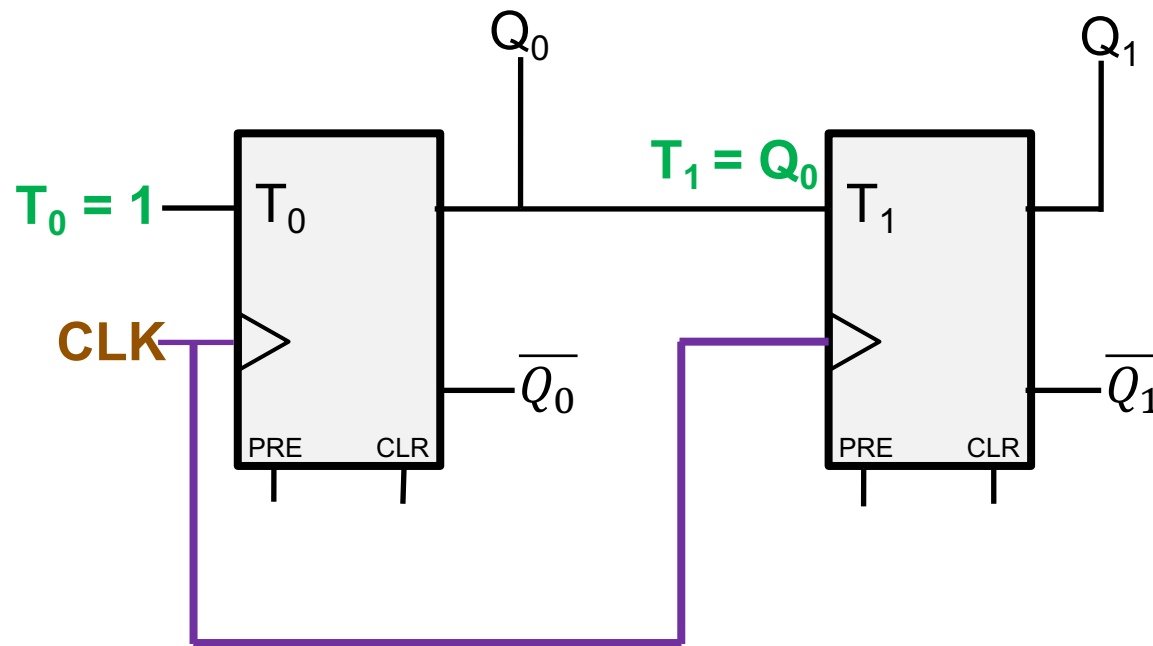 Q₀
Q₁
T₀ = 1
T₀
T₁ = Q₀
T₁
CLK
Q̅₀
Q̅₁
PRE
CLR
PRE
CLR